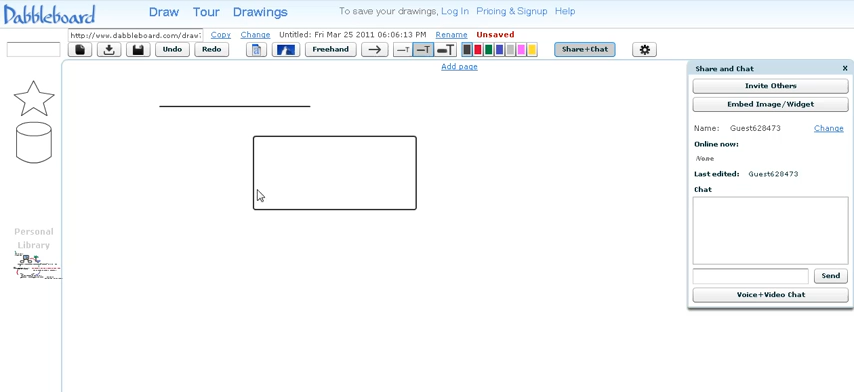 Dabbleboard
Draw Tour Drawings To save your drawings, Log In Pricing & Signup Help
http://www.dabbleboard.com/draw? Copy Change Untitled: Fri Mar 25 2011 06:06:13 PM Rename Unsaved
Undo Redo Freehand T T T Share+Chat
Add page
Share and Chat X
Invite Others
Embed Image/Widget
Name: Guest628473 Change
Online now:
None
Last edited: Guest628473
Chat
Send
Voice+Video Chat
Personal
Library